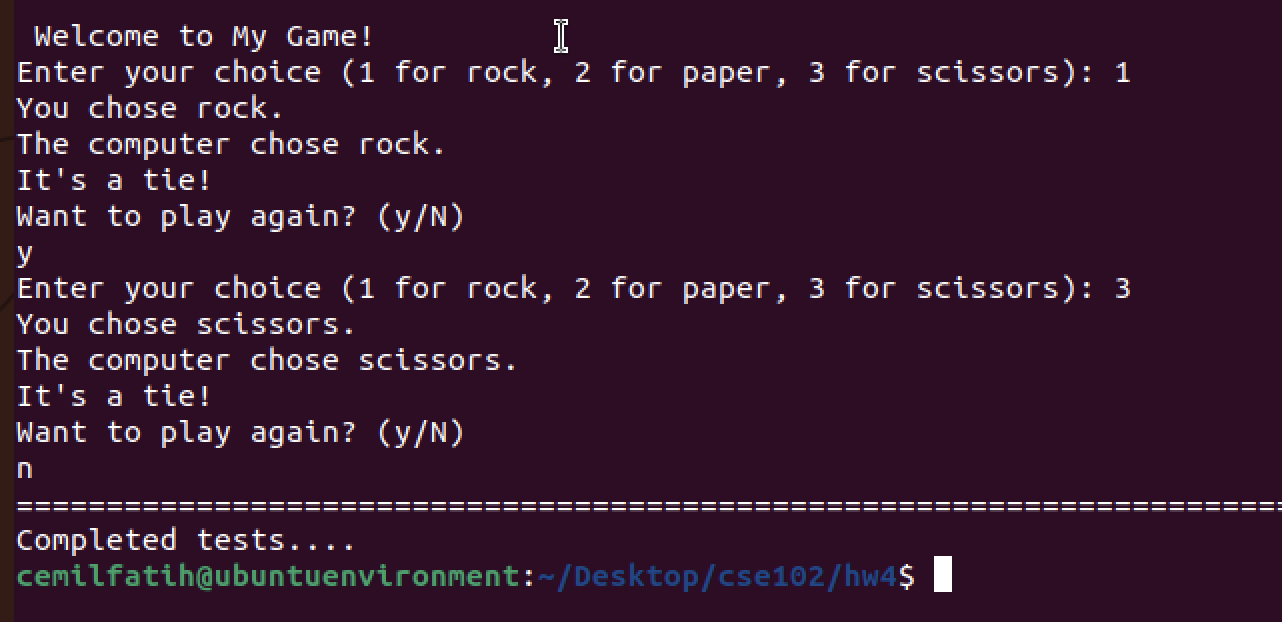 Welcome to My Game!
Enter your choice (1 for rock, 2 for paper, 3 for scissors): 1
You chose rock.
The computer chose rock.
It's a tie!
Want to play again? (y/N)
y
Enter your choice (1 for rock, 2 for paper, 3 for scissors): 3
You chose scissors.
The computer chose scissors.
It's a tie!
Want to play again? (y/N)
n
=======================================================================
Completed tests....
cemilfatih@ubuntuenvironment:~/Desktop/cse102/hw4$